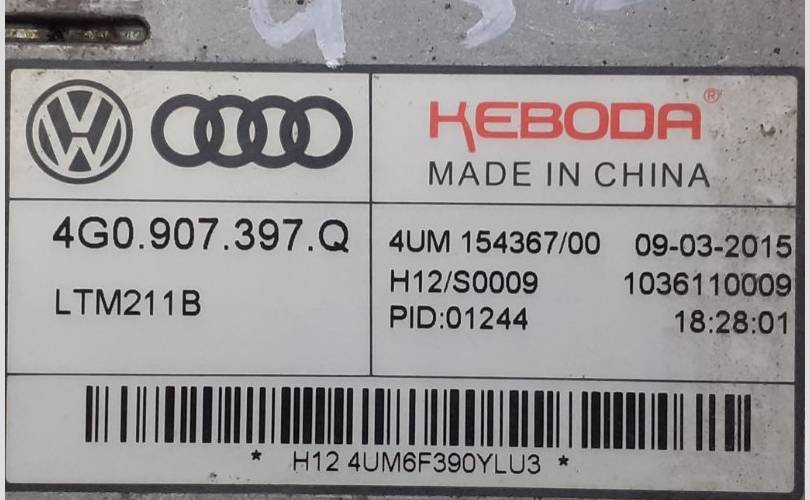 KEBODA®
MADE IN CHINA
4G0.907.397.Q
LTM211B
4UM 154367/00 09-03-2015
H12/S0009 1036110009
PID:01244 18:28:01
* H12 4UM6F390YLU3 *